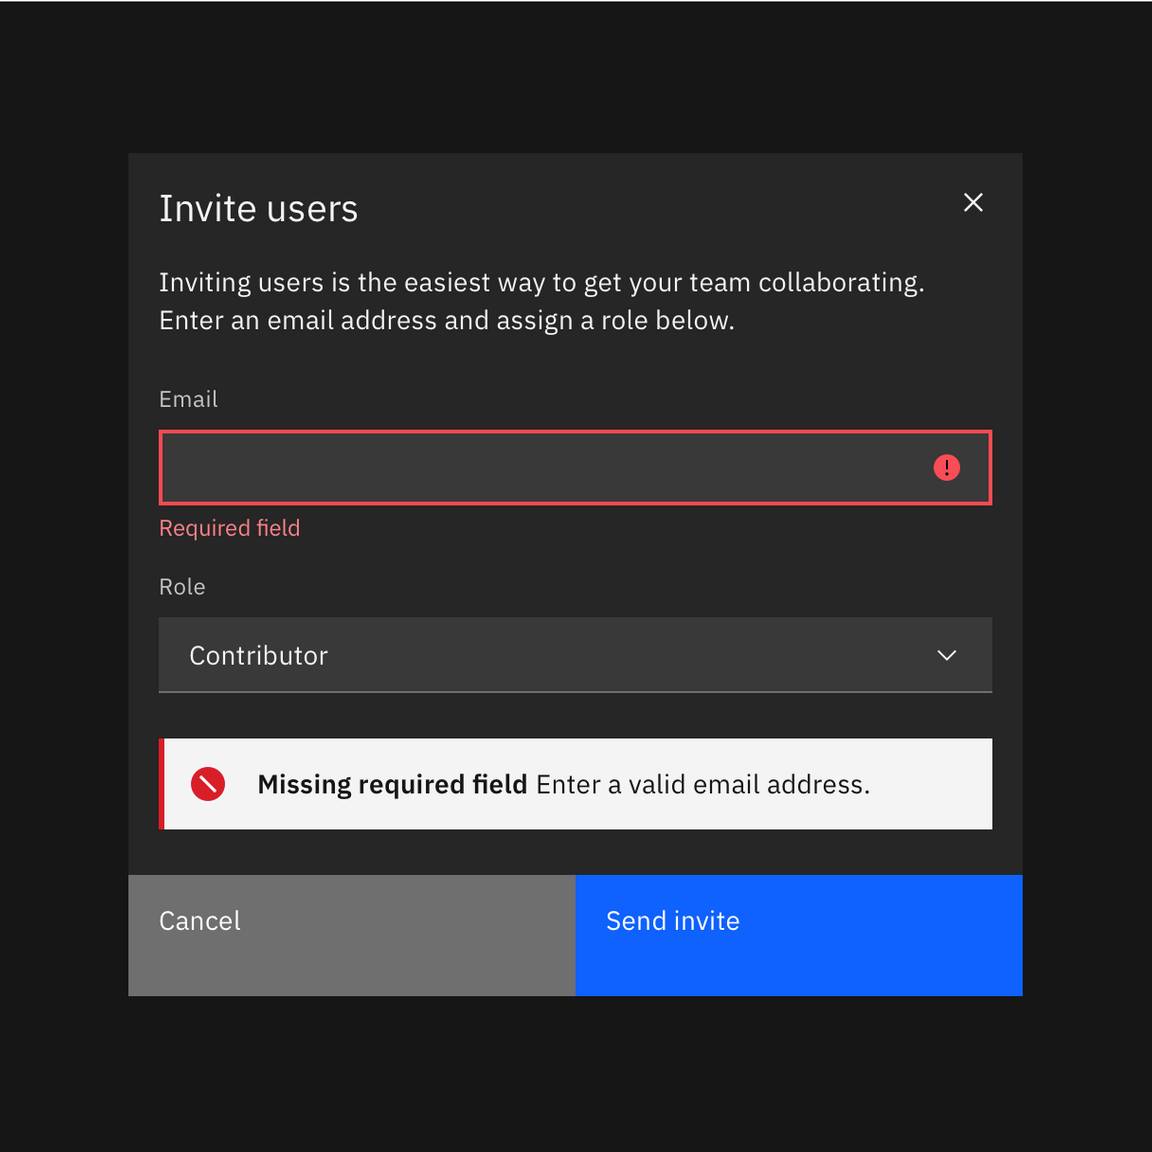 Invite users
Inviting users is the easiest way to get your team collaborating.
Enter an email address and assign a role below.
Email
Required field
Role
Contributor
Missing required field Enter a valid email address.
Cancel
Send invite